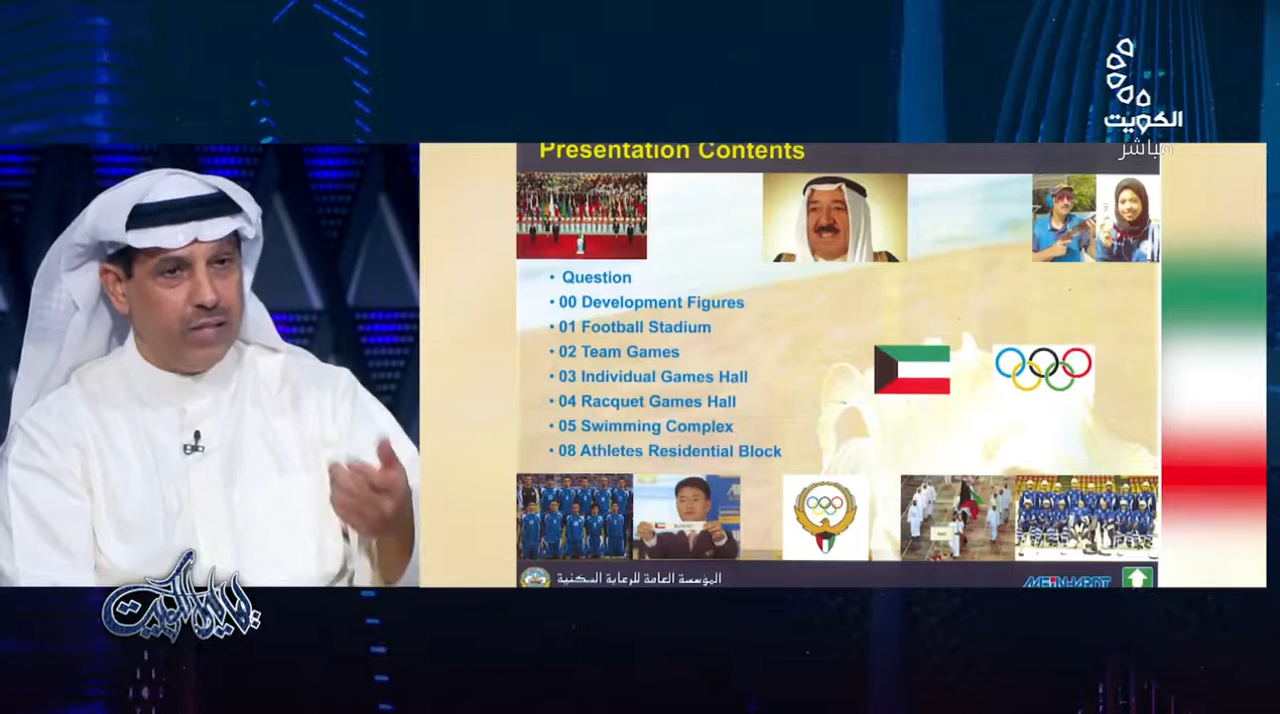 الكويت
مباشر
Presentation Contents
• Question
• 00 Development Figures
• 01 Football Stadium
• 02 Team Games
• 03 Individual Games Hall
• 04 Racquet Games Hall
• 05 Swimming Complex
• 08 Athletes Residential Block
المؤسسة العامة للرعاية السكنية
MEINHARDT